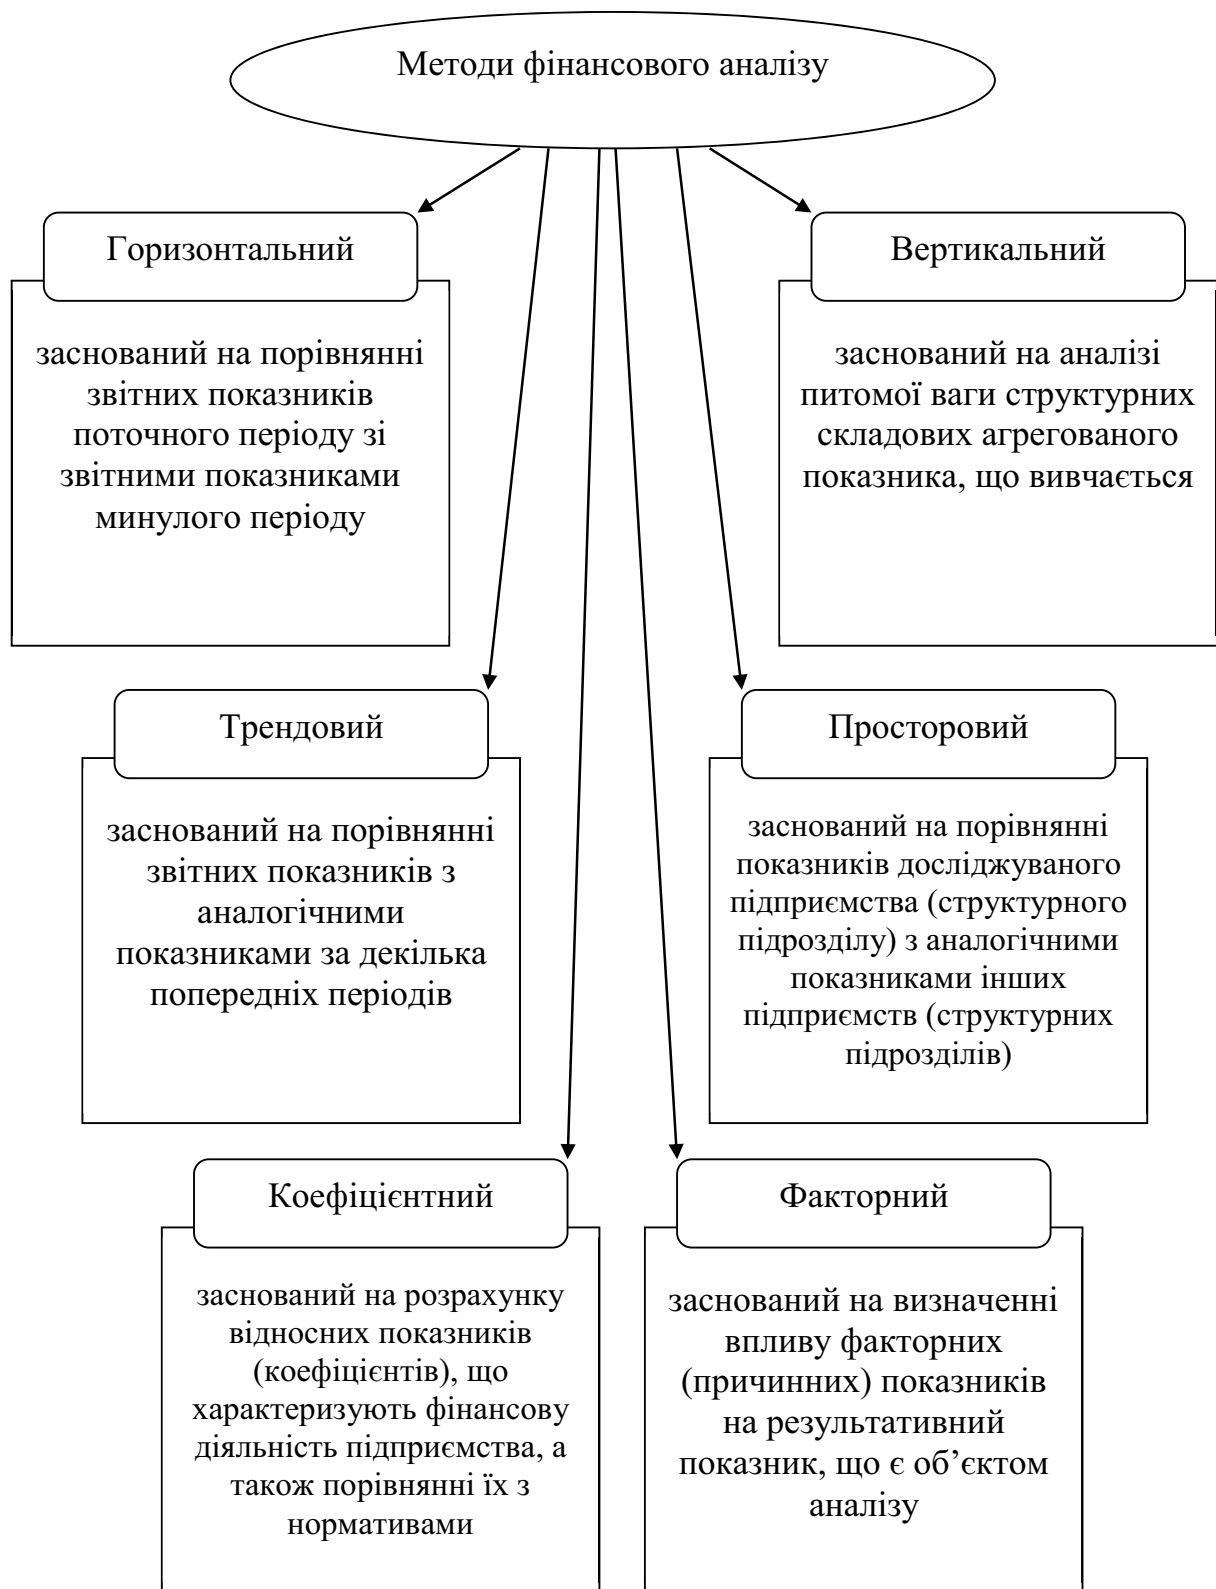 Методи фінансового аналізу
Горизонтальний
заснований на порівнянні
звітних показників
поточного періоду зі
звітними показниками
минулого періоду
Вертикальний
заснований на аналізі
питомої ваги структурних
складових агрегованого
показника, що вивчається
Трендовий
заснований на порівнянні
звітних показників з
аналогічними
показниками за декілька
попередніх періодів
Просторовий
заснований на порівнянні
показників досліджуваного
підприємства (структурного
підрозділу) з аналогічними
показниками інших
підприємств (структурних
підрозділів)
Коефіцієнтний
заснований на розрахунку
відносних показників
(коефіцієнтів), що
характеризують фінансову
діяльність підприємства, а
також порівнянні їх з
нормативами
Факторний
заснований на визначенні
впливу факторних
(причинних) показників
на результативний
показник, що є об’єктом
аналізу